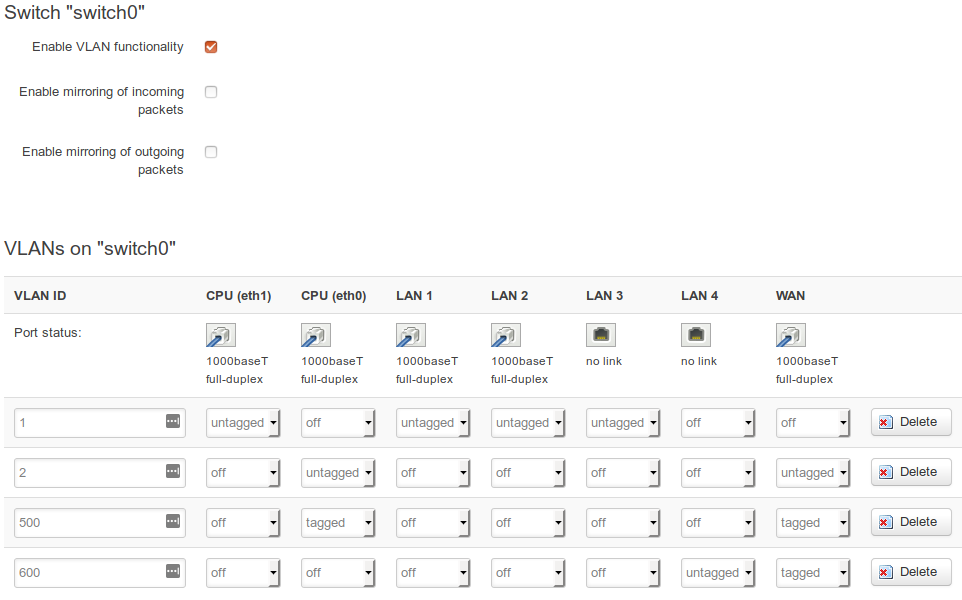 Switch "switch0"
Enable VLAN functionality
Enable mirroring of incoming
packets
Enable mirroring of outgoing
packets
VLANs on "switch0"
VLAN ID CPU (eth1) CPU (eth0) LAN 1 LAN 2 LAN 3 LAN 4 WAN
Port status:
1000baseT 1000baseT 1000baseT 1000baseT no link no link 1000baseT
full-duplex full-duplex full-duplex full-duplex full-duplex
1 untagged off untagged untagged untagged off off Delete
2 off untagged off off off off untagged Delete
500 off tagged off off off off tagged Delete
600 off off off off off untagged tagged Delete